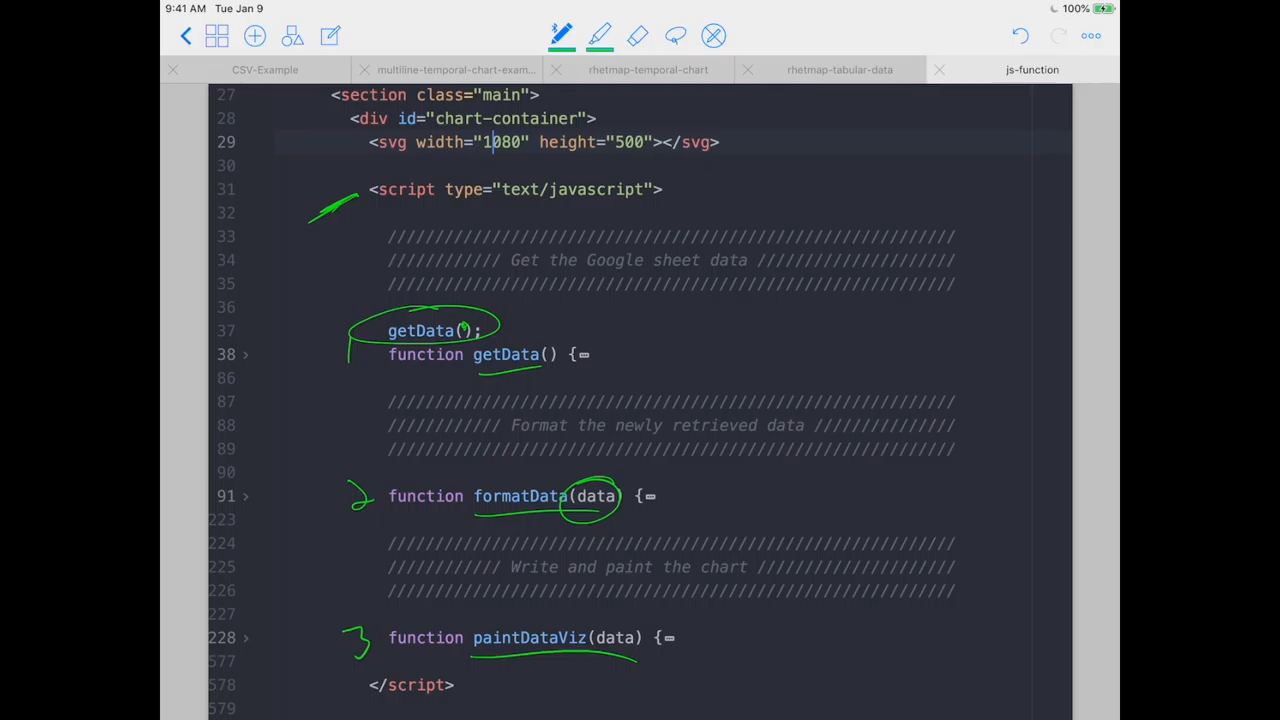 9:41 AM Tue Jan 9
100%
CSV-Example
multiline-temporal-chart-exam...
rhetmap-temporal-chart
rhetmap-tabular-data
js-function
27 <section class="main">
28 <div id="chart-container">
29 <svg width="1080" height="500"></svg>
30
31 <script type="text/javascript">
32
33 ////////////////////////////////////////////////////////////
34 //////////// Get the Google sheet data /////////////////////
35 ////////////////////////////////////////////////////////////
36
37 getData();
38 function getData() {
86
87 ////////////////////////////////////////////////////////////
88 //////////// Format the newly retrieved data ///////////////
89 ////////////////////////////////////////////////////////////
90
2
91 function formatData(data) {
223
224 ////////////////////////////////////////////////////////////
225 //////////// Write and paint the chart /////////////////////
226 ////////////////////////////////////////////////////////////
227
3
228 function paintDataViz(data) {
577
578 </script>
579